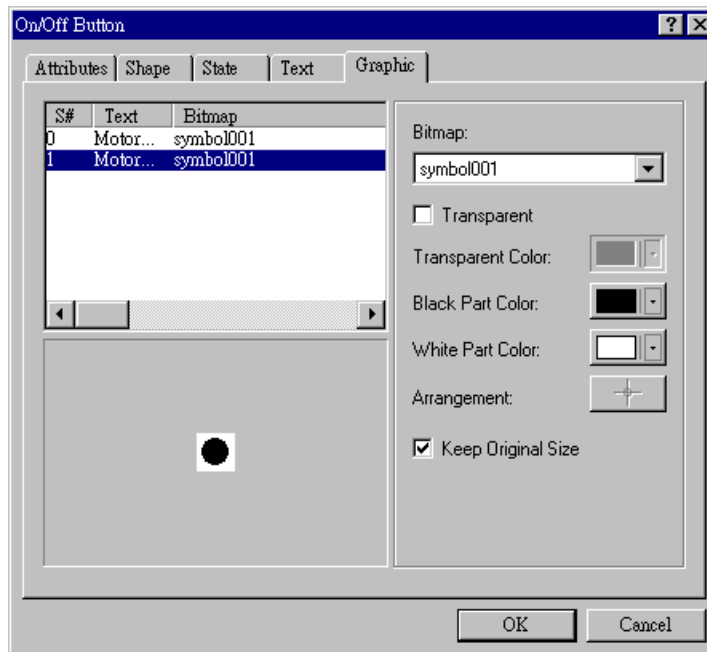 On/Off Button
Attributes Shape State Text Graphic
S# Text Bitmap
0 Motor... symbol001
1 Motor... symbol001
Bitmap:
symbol001
Transparent
Transparent Color:
Black Part Color:
White Part Color:
Arrangement:
Keep Original Size
OK Cancel